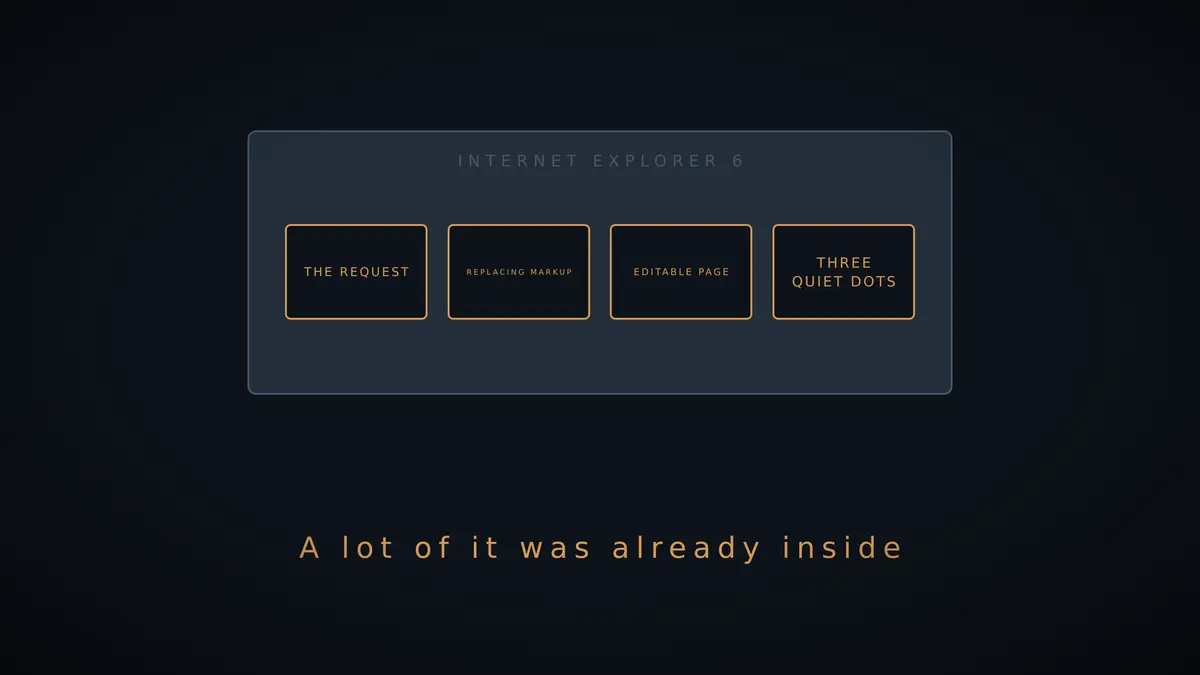 INTERNET EXPLORER 6
THE REQUEST
REPLACING MARKUP
EDITABLE PAGE
THREE
QUIET DOTS
A lot of it was already inside